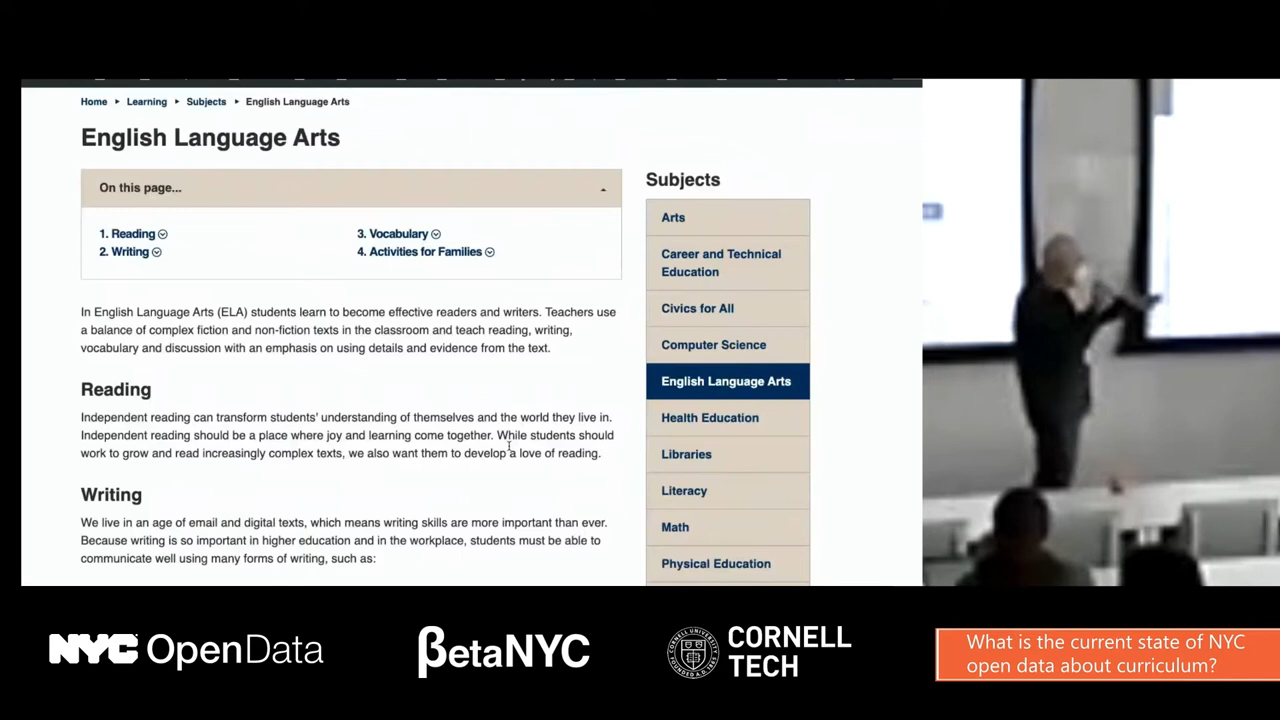 Home ▸ Learning ▸ Subjects ▸ English Language Arts
English Language Arts
On this page...
1. Reading
2. Writing
3. Vocabulary
4. Activities for Families
In English Language Arts (ELA) students learn to become effective readers and writers. Teachers use
a balance of complex fiction and non-fiction texts in the classroom and teach reading, writing,
vocabulary and discussion with an emphasis on using details and evidence from the text.
Reading
Independent reading can transform students' understanding of themselves and the world they live in.
Independent reading should be a place where joy and learning come together. While students should
work to grow and read increasingly complex texts, we also want them to develop a love of reading.
Writing
We live in an age of email and digital texts, which means writing skills are more important than ever.
Because writing is so important in higher education and in the workplace, students must be able to
communicate well using many forms of writing, such as:
Subjects
Arts
Career and Technical
Education
Civics for All
Computer Science
English Language Arts
Health Education
Libraries
Literacy
Math
Physical Education
NYC OpenData
βetaNYC
CORNELL
TECH
What is the current state of NYC
open data about curriculum?